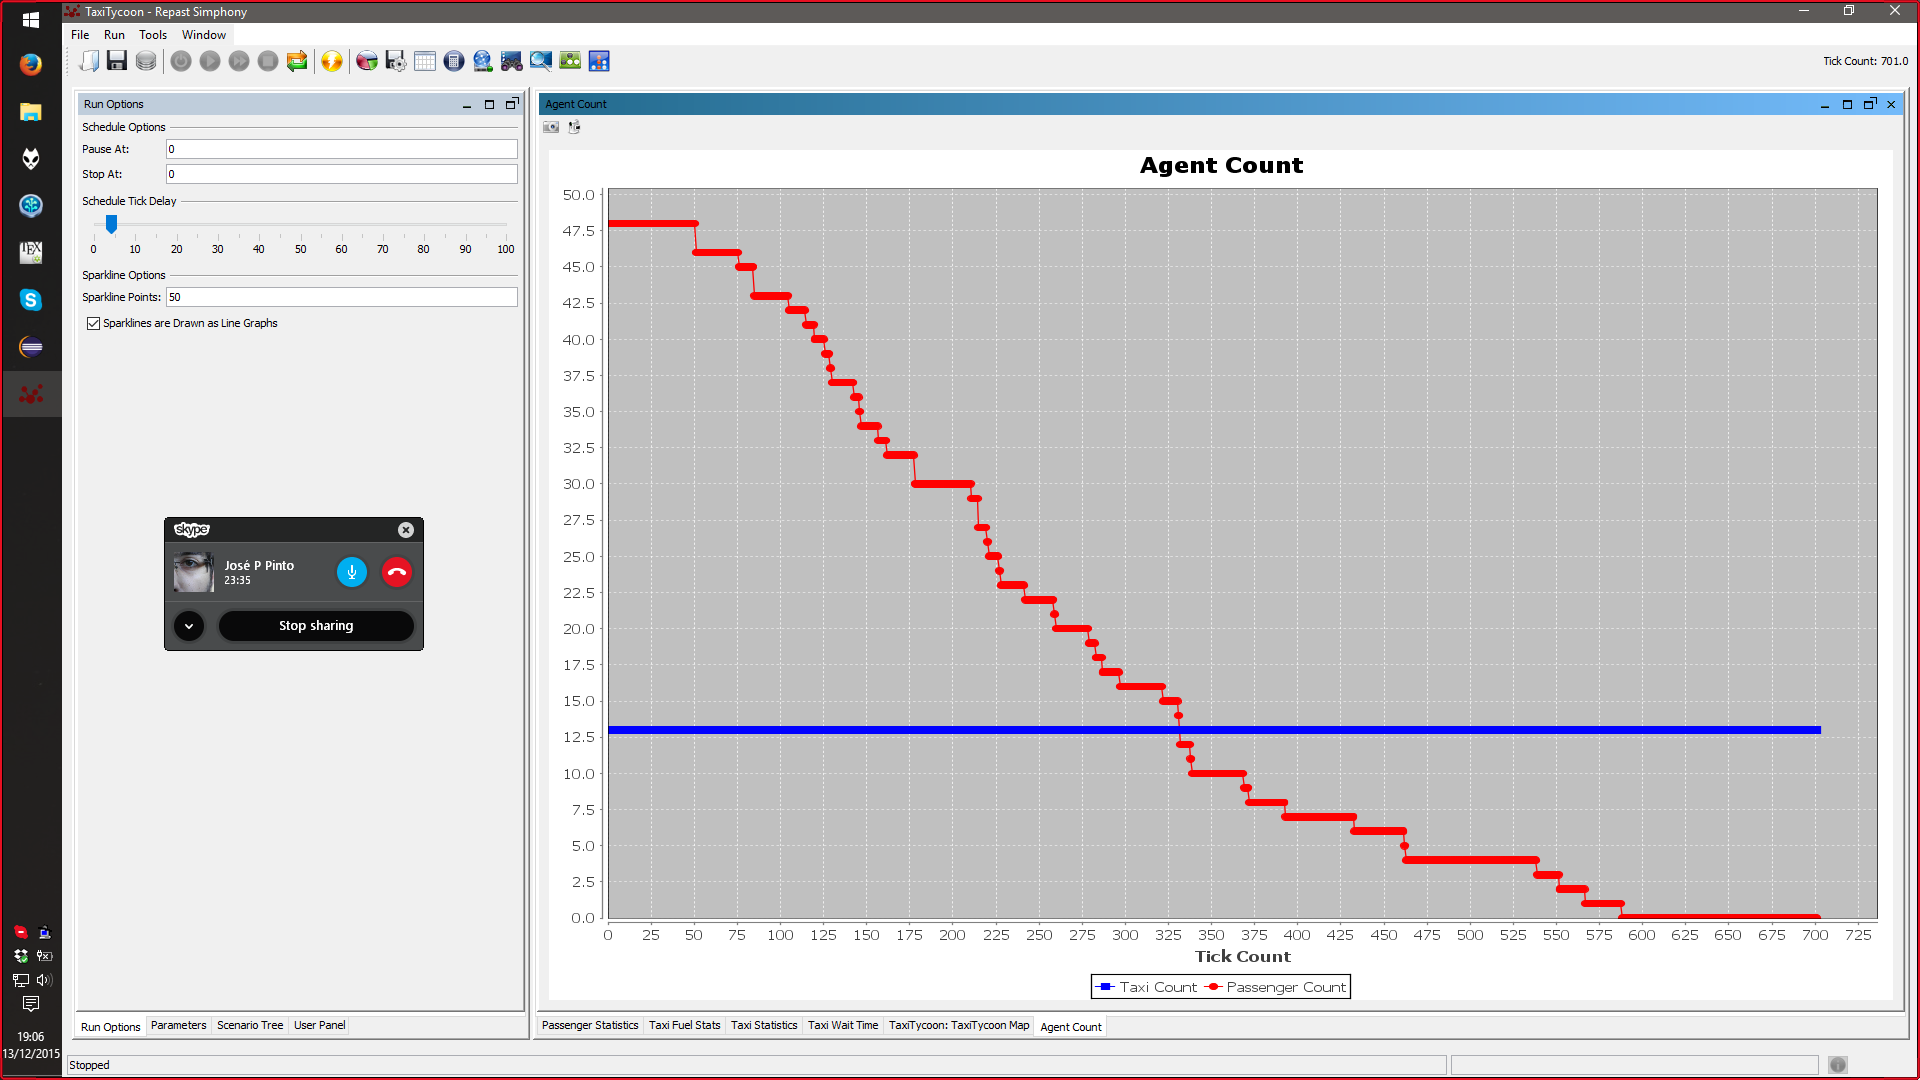 TaxiTycoon - Repast Simphony
File Run Tools Window
Tick Count: 701.0
Run Options
Schedule Options
Pause At: 0
Stop At: 0
Schedule Tick Delay
0 10 20 30 40 50 60 70 80 90 100
Sparkline Options
Sparkline Points: 50
Sparklines are Drawn as Line Graphs
skype
José P Pinto
23:35
Stop sharing
Run Options Parameters Scenario Tree User Panel
Agent Count
Agent Count
50.0
47.5
45.0
42.5
40.0
37.5
35.0
32.5
30.0
27.5
25.0
22.5
20.0
17.5
15.0
12.5
10.0
7.5
5.0
2.5
0.0
0 25 50 75 100 125 150 175 200 225 250 275 300 325 350 375 400 425 450 475 500 525 550 575 600 625 650 675 700 725
Tick Count
Taxi Count Passenger Count
Passenger Statistics Taxi Fuel Stats Taxi Statistics Taxi Wait Time TaxiTycoon: TaxiTycoon Map Agent Count
TEX
S
19:06
13/12/2015
Stopped